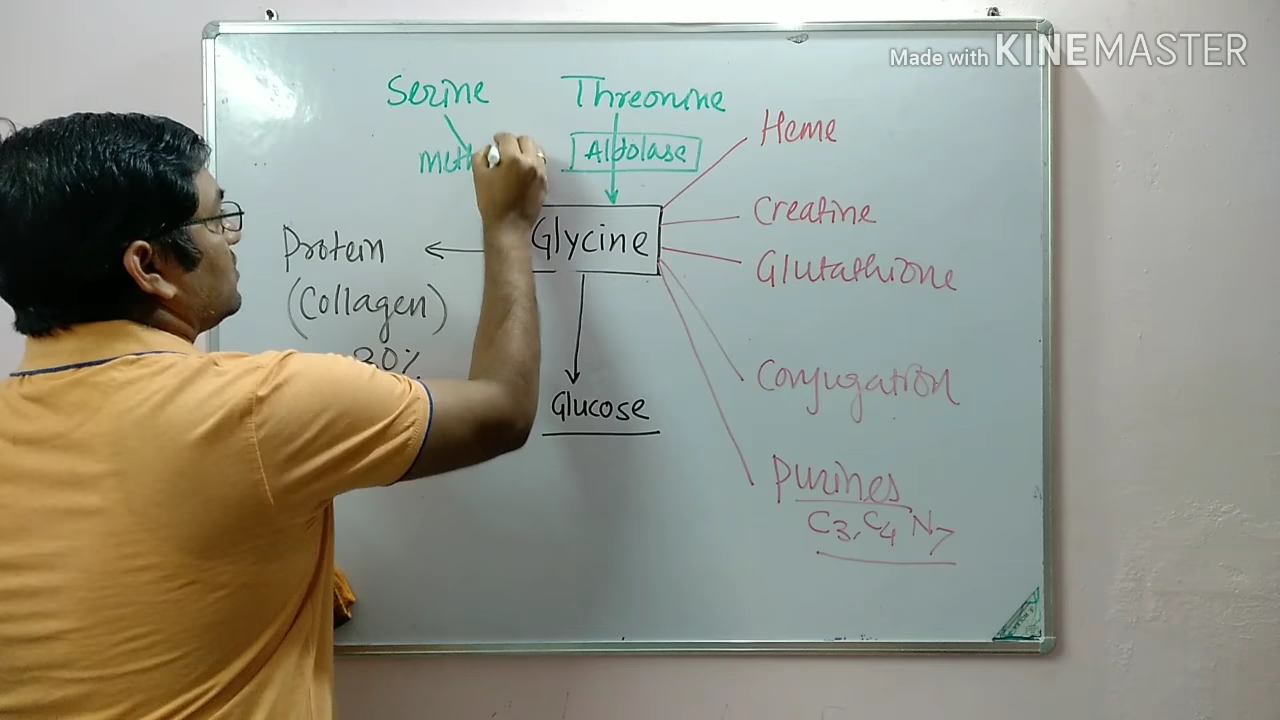 Made with KINEMASTER
Serine
Threonine
Heme
Meth
Aldolase
Creatine
Glycine
Protein
(Collagen)
Glutathione
30%
Glucose
Conjugation
Purines
C3, C4 N7